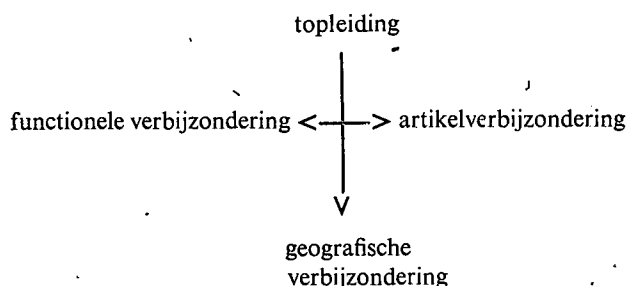 topleiding
functionele verbijzondering
artikelverbijzondering
geografische
verbijzondering